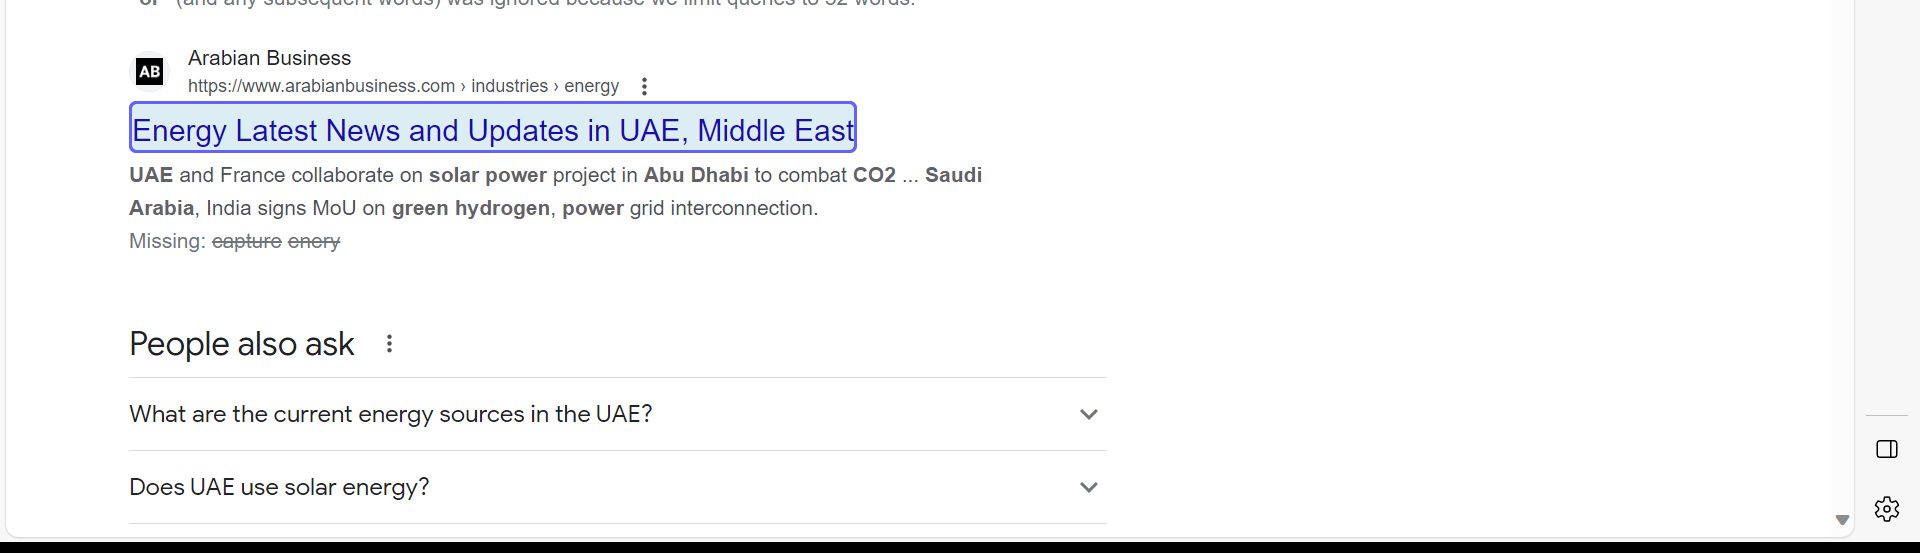 or" (and any subsequent words) was ignored because we limit queries to 32 words.
AB
Arabian Business
https://www.arabianbusiness.com › industries › energy
Energy Latest News and Updates in UAE, Middle East
UAE and France collaborate on solar power project in Abu Dhabi to combat CO2 ... Saudi
Arabia, India signs MoU on green hydrogen, power grid interconnection.
Missing: capture enery
People also ask
What are the current energy sources in the UAE?
Does UAE use solar energy?